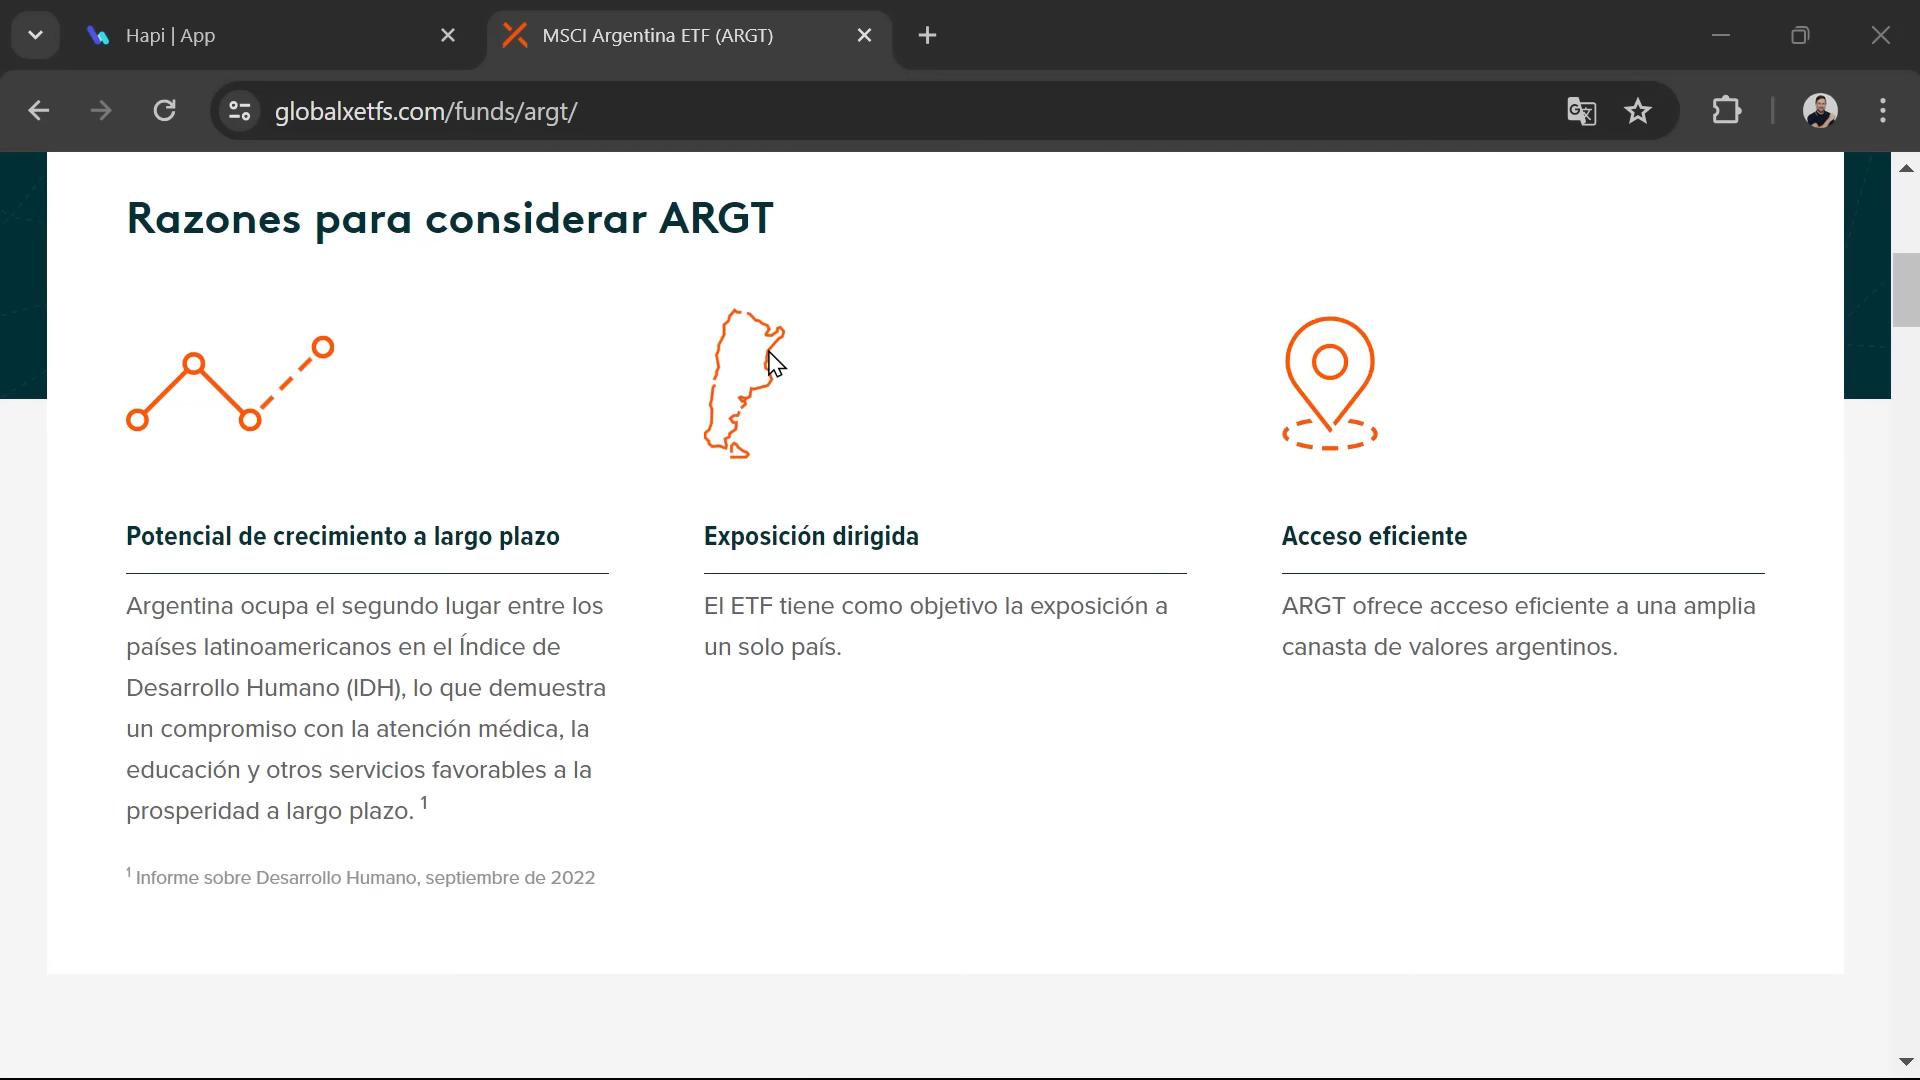 Hapi | App
MSCI Argentina ETF (ARGT)
globalxetfs.com/funds/argt/
Razones para considerar ARGT
Potencial de crecimiento a largo plazo
Argentina ocupa el segundo lugar entre los
países latinoamericanos en el Índice de
Desarrollo Humano (IDH), lo que demuestra
un compromiso con la atención médica, la
educación y otros servicios favorables a la
prosperidad a largo plazo. 1
1 Informe sobre Desarrollo Humano, septiembre de 2022
Exposición dirigida
El ETF tiene como objetivo la exposición a
un solo país.
Acceso eficiente
ARGT ofrece acceso eficiente a una amplia
canasta de valores argentinos.